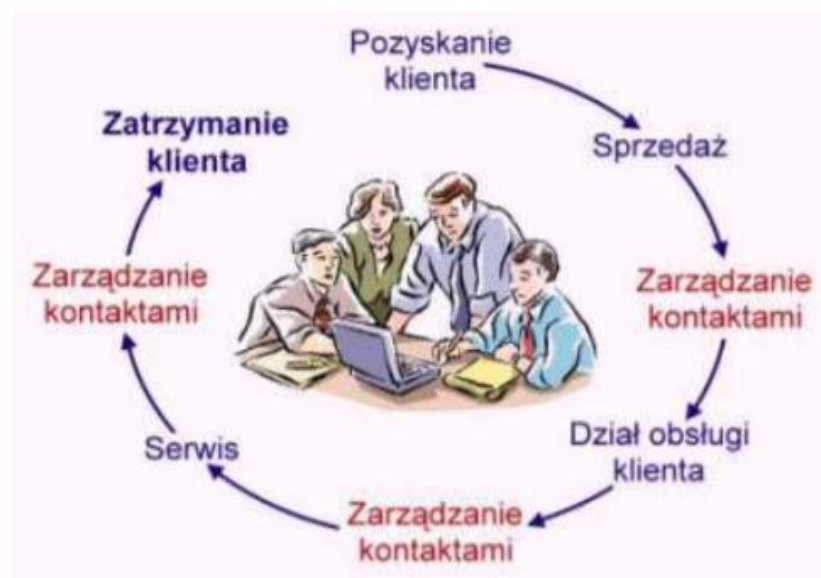 Pozyskanie
klienta
Sprzedaż
Zarządzanie
kontaktami
Dział obsługi
klienta
Zarządzanie
kontaktami
Serwis
Zarządzanie
kontaktami
Zatrzymanie
klienta